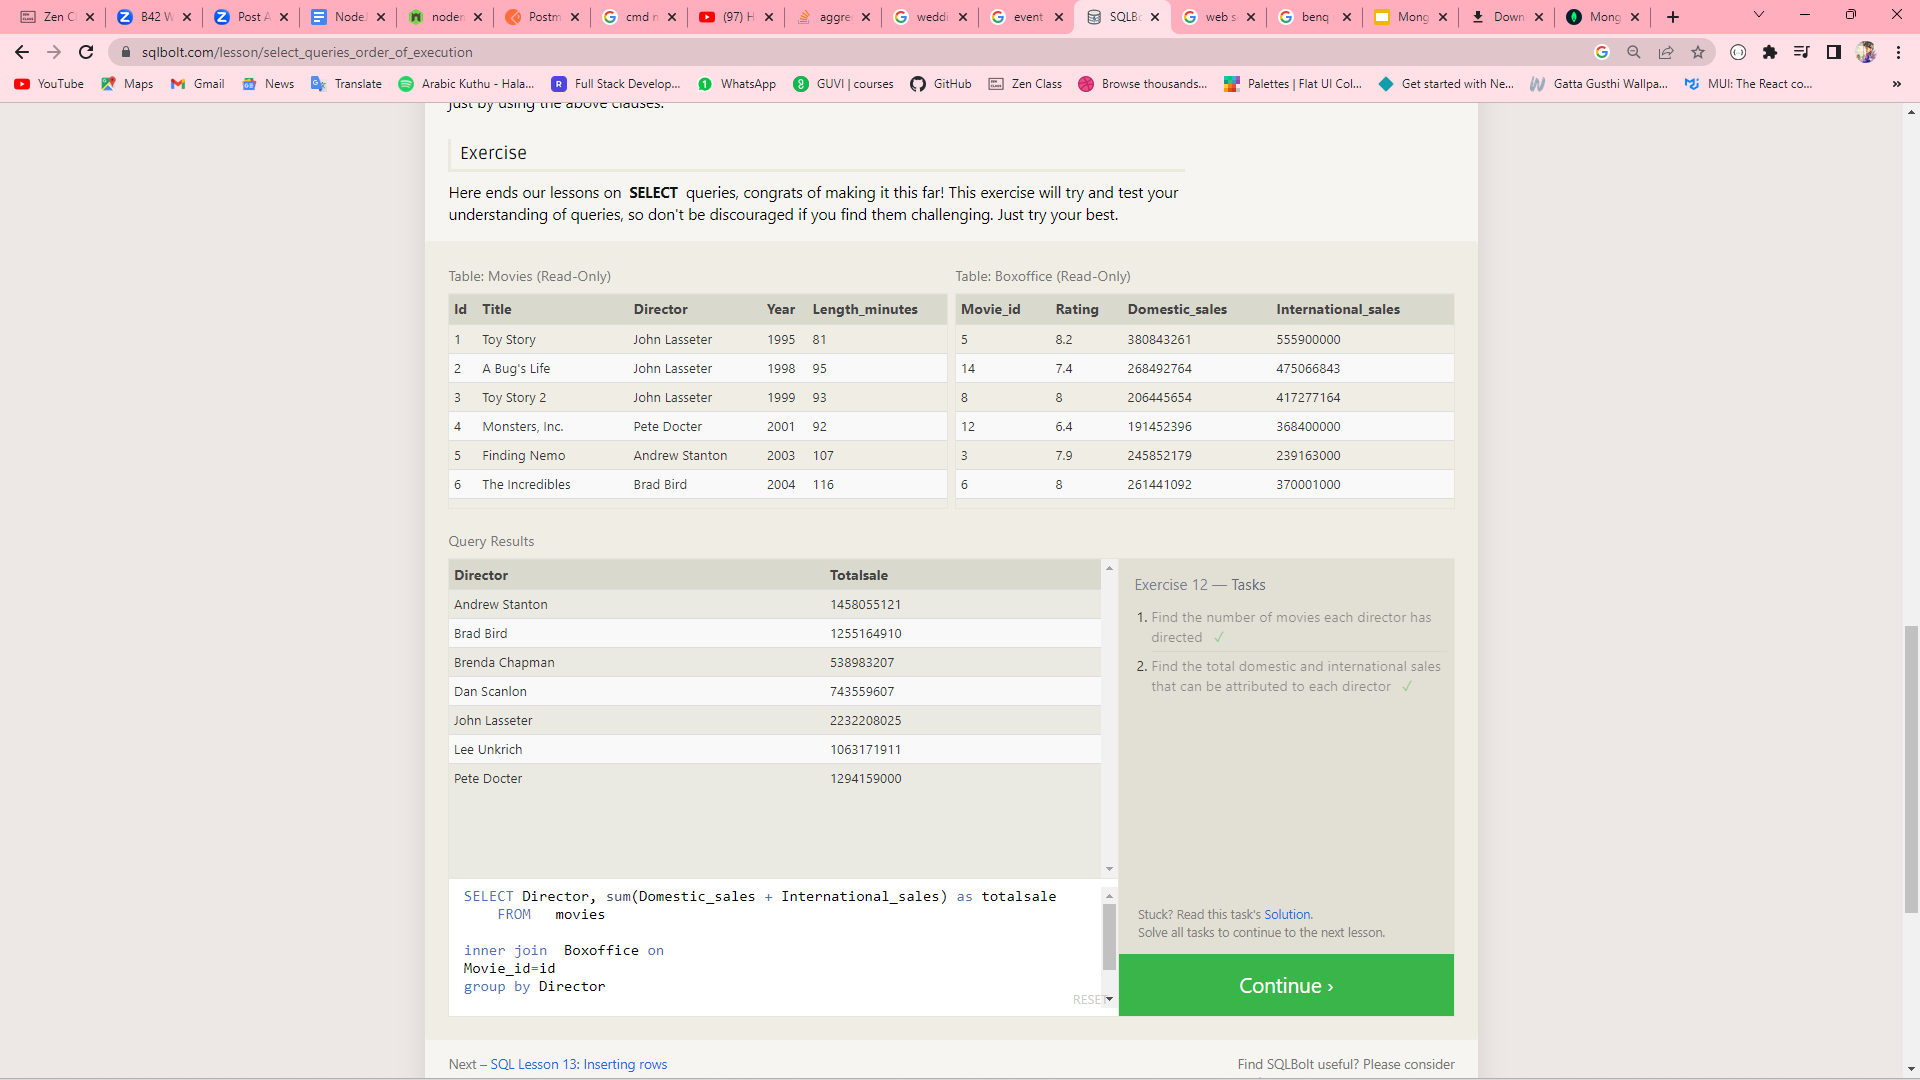 Zen C
B42 W
Post A
NodeJ
noder
Postm
cmd n
(97) H
aggre
weddi
event
SQLBo
web s
benq
Mong
Down
Mong
sqlbolt.com/lesson/select_queries_order_of_execution
YouTube
Maps
Gmail
News
Translate
Arabic Kuthu - Hala...
Full Stack Develop...
WhatsApp
GUVI | courses
GitHub
Zen Class
Browse thousands...
Palettes | Flat UI Col...
Get started with Ne...
Gatta Gusthi Wallpa...
MUI: The React co...
»
just by using the above clauses.
Exercise
Here ends our lessons on SELECT queries, congrats of making it this far! This exercise will try and test your
understanding of queries, so don't be discouraged if you find them challenging. Just try your best.
Table: Movies (Read-Only)
Id Title Director Year Length_minutes
1 Toy Story John Lasseter 1995 81
2 A Bug's Life John Lasseter 1998 95
3 Toy Story 2 John Lasseter 1999 93
4 Monsters, Inc. Pete Docter 2001 92
5 Finding Nemo Andrew Stanton 2003 107
6 The Incredibles Brad Bird 2004 116
Table: Boxoffice (Read-Only)
Movie_id Rating Domestic_sales International_sales
5 8.2 380843261 555900000
14 7.4 268492764 475066843
8 8 206445654 417277164
12 6.4 191452396 368400000
3 7.9 245852179 239163000
6 8 261441092 370001000
Query Results
Director Totalsale
Andrew Stanton 1458055121
Brad Bird 1255164910
Brenda Chapman 538983207
Dan Scanlon 743559607
John Lasseter 2232208025
Lee Unkrich 1063171911
Pete Docter 1294159000
Exercise 12 — Tasks
1. Find the number of movies each director has
directed ✓
2. Find the total domestic and international sales
that can be attributed to each director ✓
SELECT Director, sum(Domestic_sales + International_sales) as totalsale
FROM movies
inner join Boxoffice on
Movie_id=id
group by Director
RESET
Stuck? Read this task's Solution.
Solve all tasks to continue to the next lesson.
Continue ›
Next – SQL Lesson 13: Inserting rows
Find SQLBolt useful? Please consider